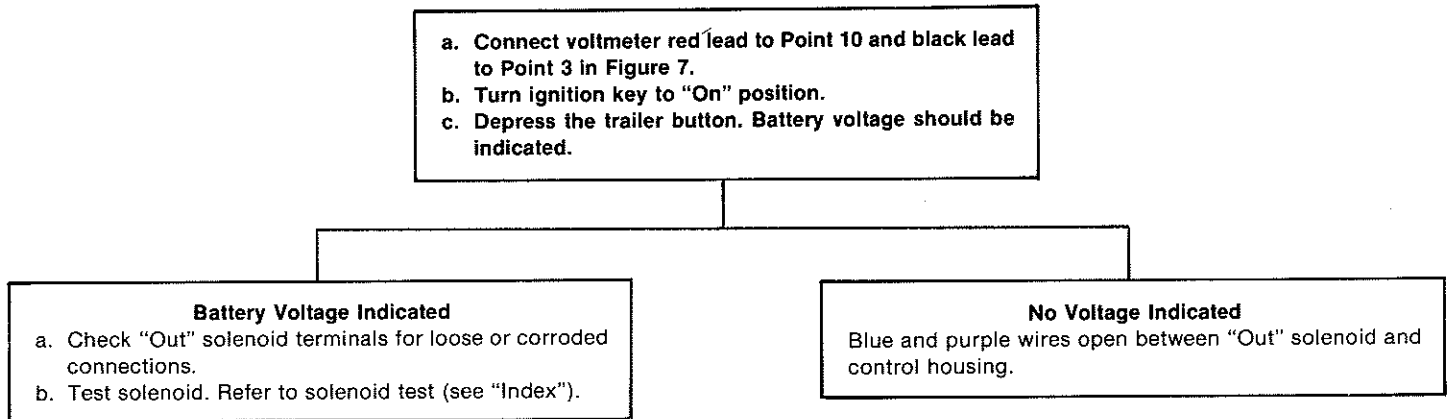 a. Connect voltmeter red lead to Point 10 and black lead
to Point 3 in Figure 7.
b. Turn ignition key to “On” position.
c. Depress the trailer button. Battery voltage should be
indicated.
Battery Voltage Indicated
a. Check “Out” solenoid terminals for loose or corroded
connections.
b. Test solenoid. Refer to solenoid test (see “Index”).
No Voltage Indicated
Blue and purple wires open between “Out” solenoid and
control housing.